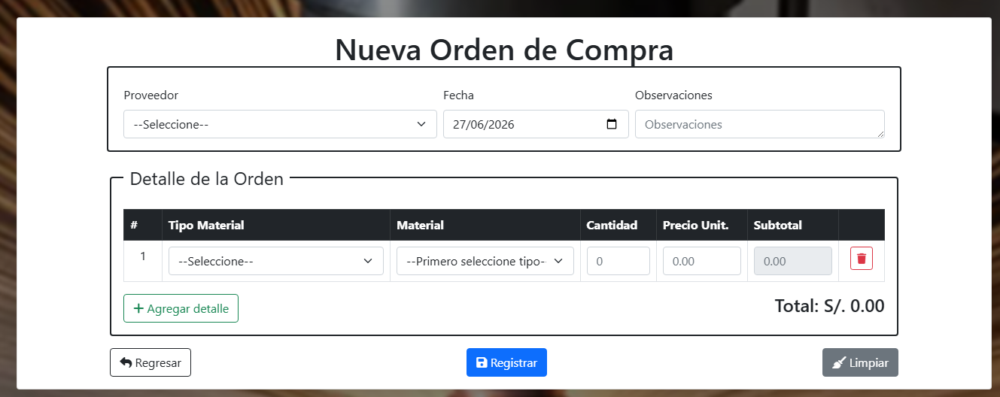 Nueva Orden de Compra
Proveedor Fecha Observaciones
--Seleccione-- 27/06/2026 Observaciones
Detalle de la Orden
# Tipo Material Material Cantidad Precio Unit. Subtotal
1 --Seleccione-- --Primero seleccione tipo- 0 0.00 0.00
+ Agregar detalle Total: S/. 0.00
Regresar Registrar Limpiar